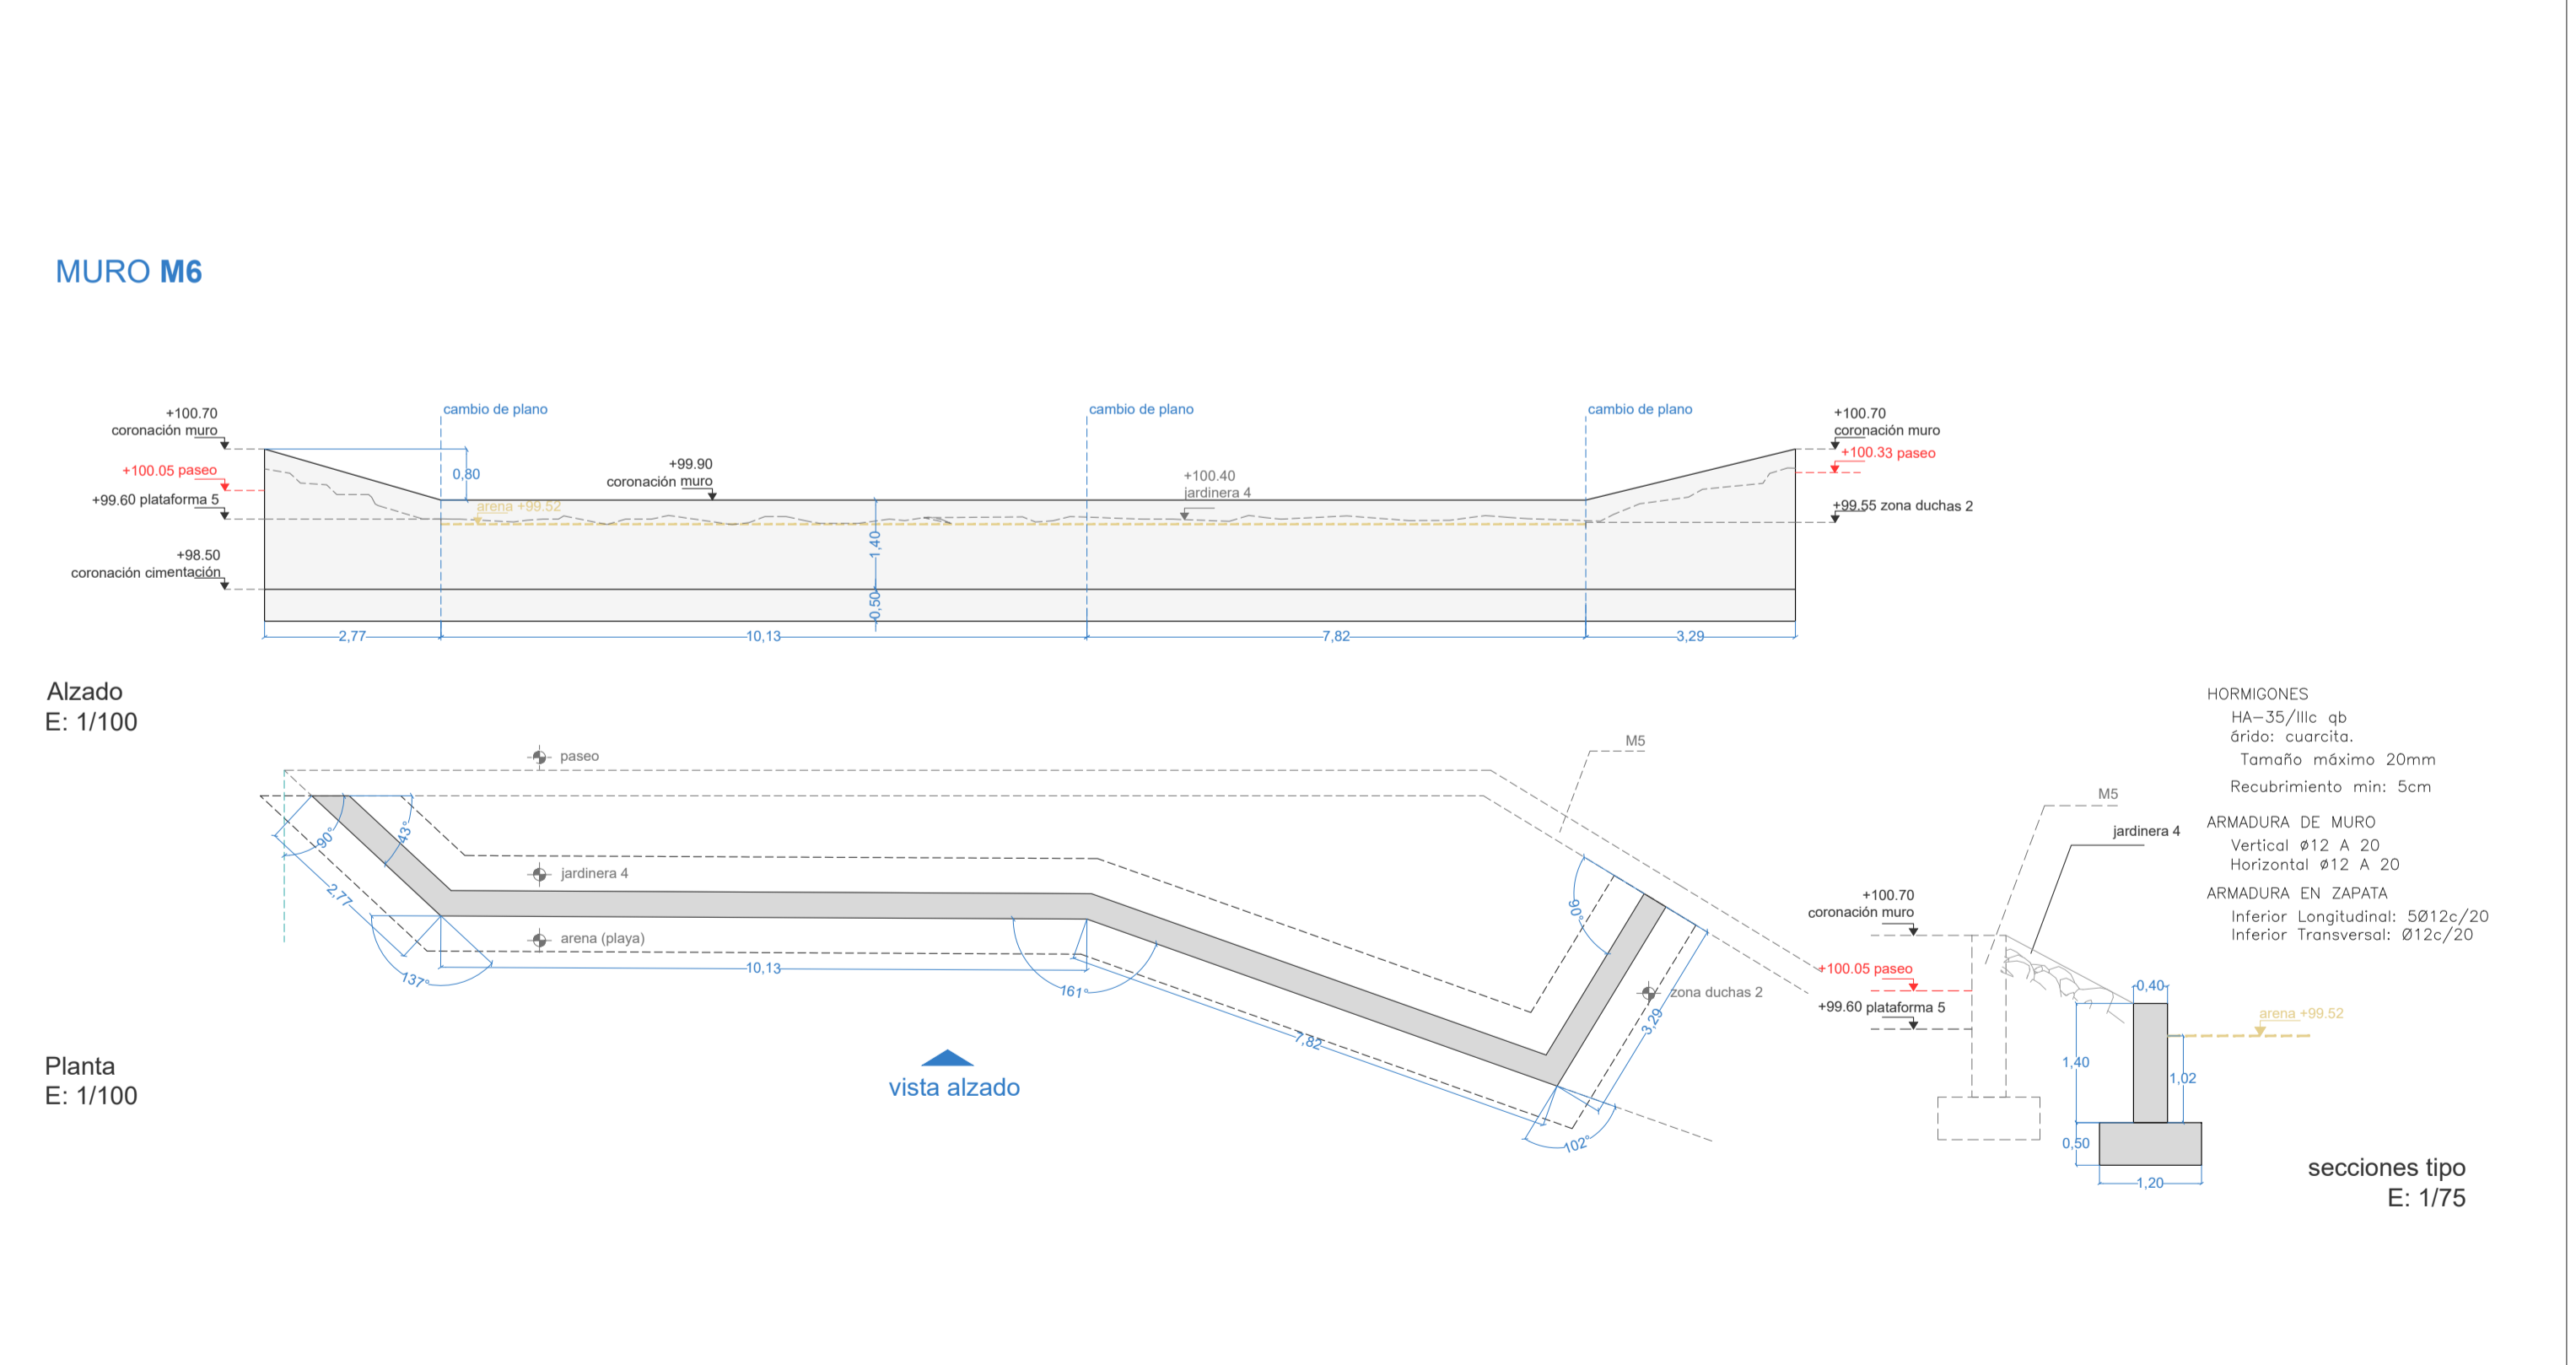 MURO M6
cambio de plano
cambio de plano
cambio de plano
+100.70
coronación muro
+100.05 paseo
+99.60 plataforma 5
+98.50
coronación cimentación
0,80
arena +99.52
+99.90
coronación muro
1,40
0,50
+100.40
jardinera 4
+100.70
coronación muro
+100.33 paseo
+99.55 zona duchas 2
2,77
10,13
7,82
3,29
Alzado
E: 1/100
paseo
M5
90°
43°
jardinera 4
2,77
arena (playa)
137°
10,13
161°
90°
zona duchas 2
3,29
7,82
102°
vista alzado
Planta
E: 1/100
HORMIGONES
HA-35/IIIc qb
árido: cuarcita.
Tamaño máximo 20mm
Recubrimiento min: 5cm
ARMADURA DE MURO
Vertical ø12 A 20
Horizontal ø12 A 20
ARMADURA EN ZAPATA
Inferior Longitudinal: 5Ø12c/20
Inferior Transversal: Ø12c/20
M5
jardinera 4
+100.70
coronación muro
+100.05 paseo
+99.60 plataforma 5
0,40
arena +99.52
1,40
1,02
0,50
1,20
secciones tipo
E: 1/75